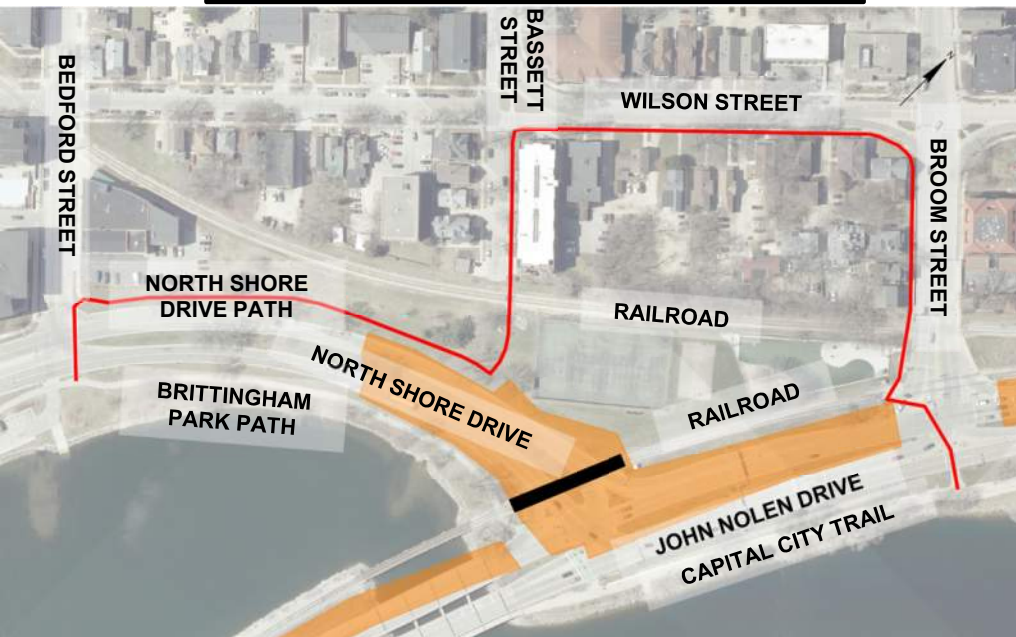 BEDFORD STREET
BASSETT
STREET
WILSON STREET
BROOM STREET
NORTH SHORE
DRIVE PATH
RAILROAD
NORTH SHORE DRIVE
BRITTINGHAM
PARK PATH
RAILROAD
JOHN NOLEN DRIVE
CAPITAL CITY TRAIL